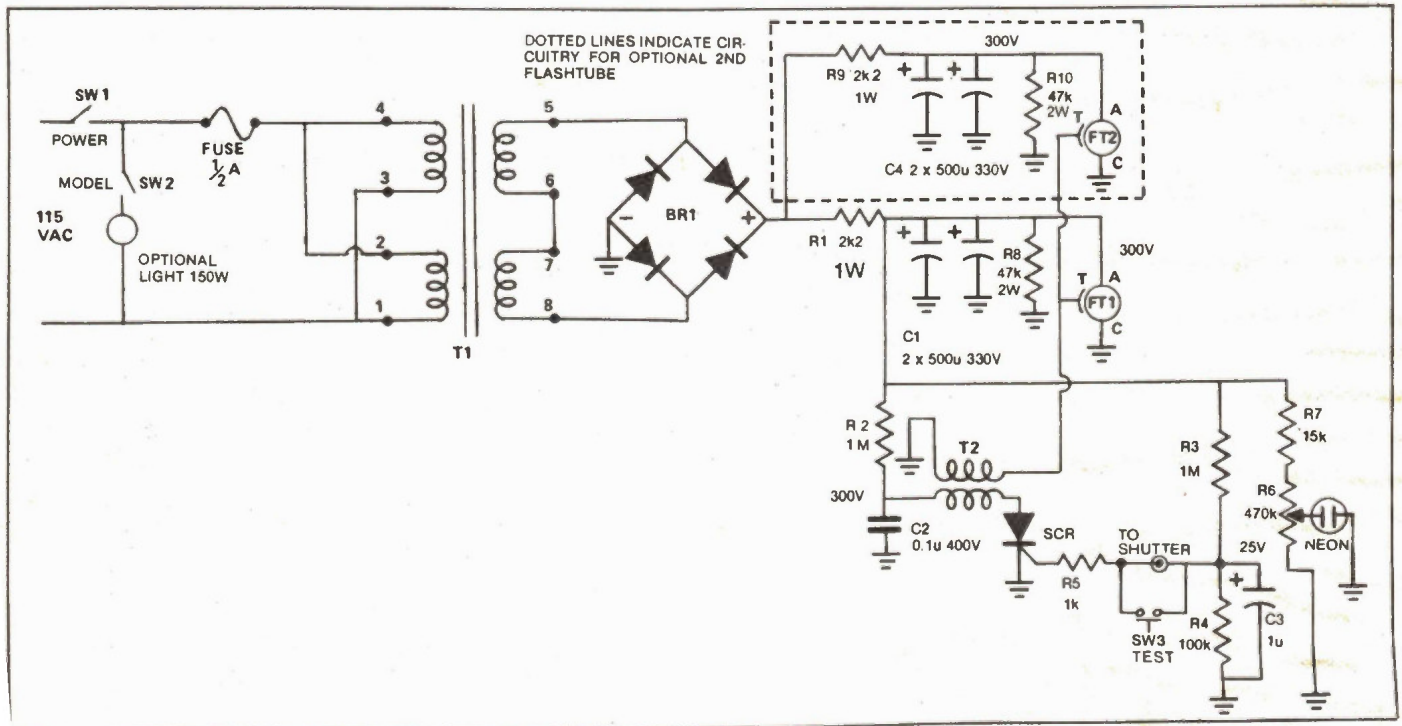 DOTTED LINES INDICATE CIR-
CUITRY FOR OPTIONAL 2ND
FLASHTUBE
SW1
POWER
FUSE
½ A
MODEL
SW2
115
VAC
OPTIONAL
LIGHT 150W
4
3
2
1
T1
5
6
7
8
BR1
−
+
R9 2k2
1W
300V
+
+
R10
47k
2W
T
A
FT2
C
C4 2 x 500u 330V
R1 2k2
1W
+
+
R8
47k
2W
300V
T
A
FT1
C
C1
2 x 500u 330V
R2
1M
T2
300V
C2
0.1u 400V
SCR
R5
1k
TO
SHUTTER
SW3
TEST
R3
1M
25V
+
R4
100k
C3
1u
R7
15k
R6
470k
NEON